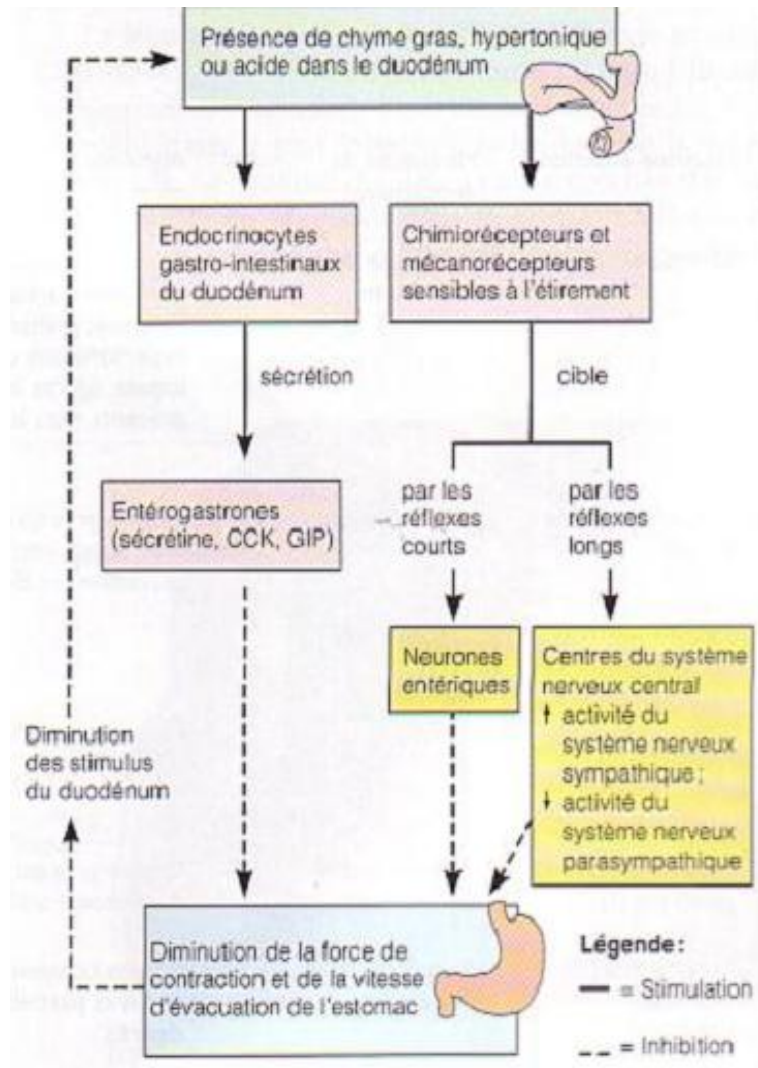 Présence de chyme gras, hypertonique
ou acide dans le duodénum
Endocrinocytes
gastro-intestinaux
du duodénum
Chimiorécepteurs et
mécanorécepteurs
sensibles à l'étirement
sécrétion
cible
Entérogastrones
(sécrétine, CCK, GIP)
par les
réflexes
courts
par les
réflexes
longs
Neurones
entériques
Centres du système
nerveux central
↑ activité du
système nerveux
sympathique;
↓ activité du
système nerveux
parasympathique
Diminution
des stimulus
du duodénum
Diminution de la force de
contraction et de la vitesse
d'évacuation de l'estomac
Légende:
= Stimulation
= Inhibition